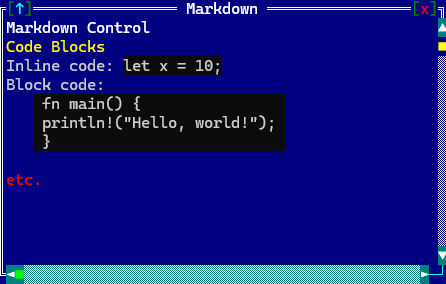 [↑] Markdown [x]
Markdown Control
Code Blocks
Inline code: let x = 10;
Block code:
fn main() {
println!("Hello, world!");
}
etc.